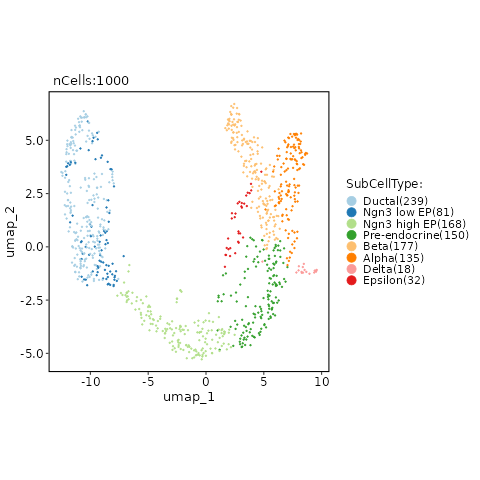 nCells:1000
umap_2
5.0
2.5
0.0
-2.5
-5.0
-10
-5
0
5
10
umap_1
SubCellType:
Ductal(239)
Ngn3 low EP(81)
Ngn3 high EP(168)
Pre-endocrine(150)
Beta(177)
Alpha(135)
Delta(18)
Epsilon(32)